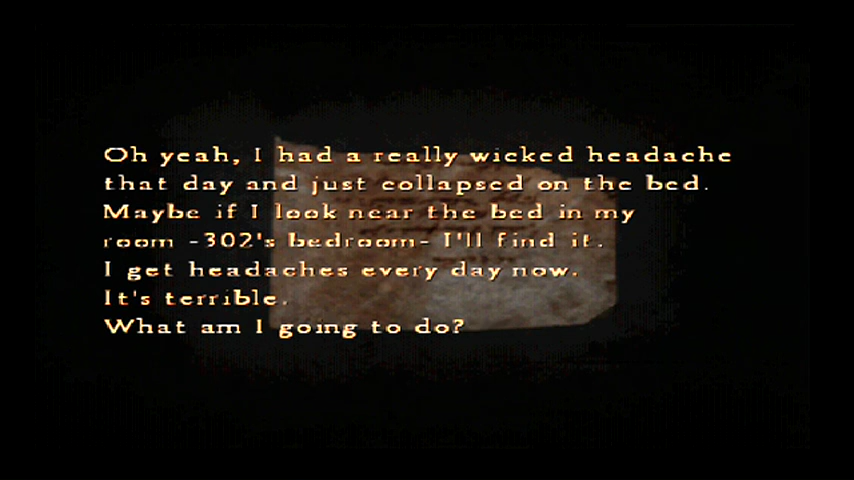 Oh yeah, I had a really wicked headache
that day and just collapsed on the bed.
Maybe if I look near the bed in my
room -302's bedroom- I'll find it.
I get headaches every day now.
It's terrible.
What am I going to do?